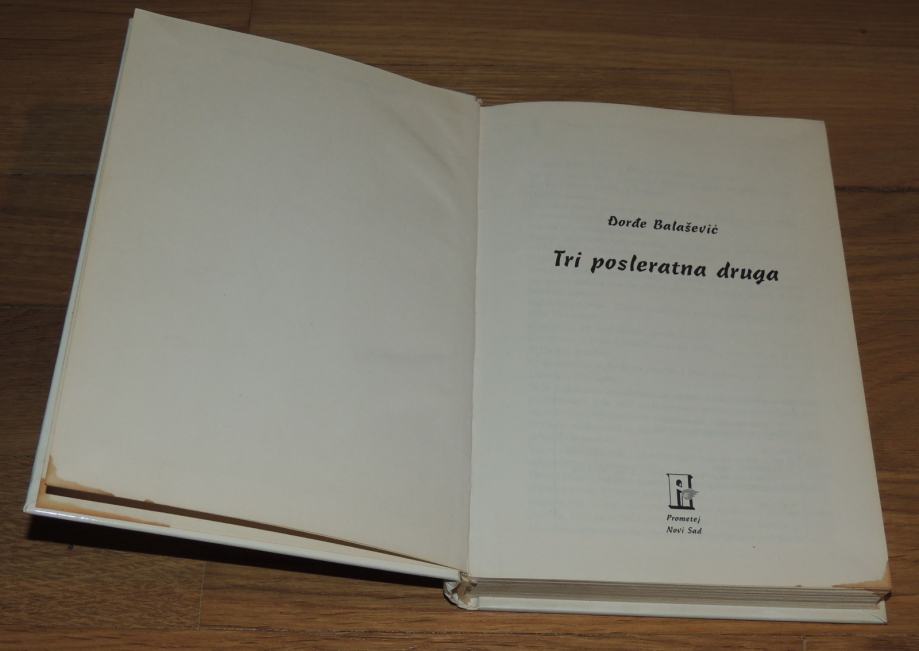 Đorđe Balašević
Tri posleratna druga
Prometej
Novi Sad